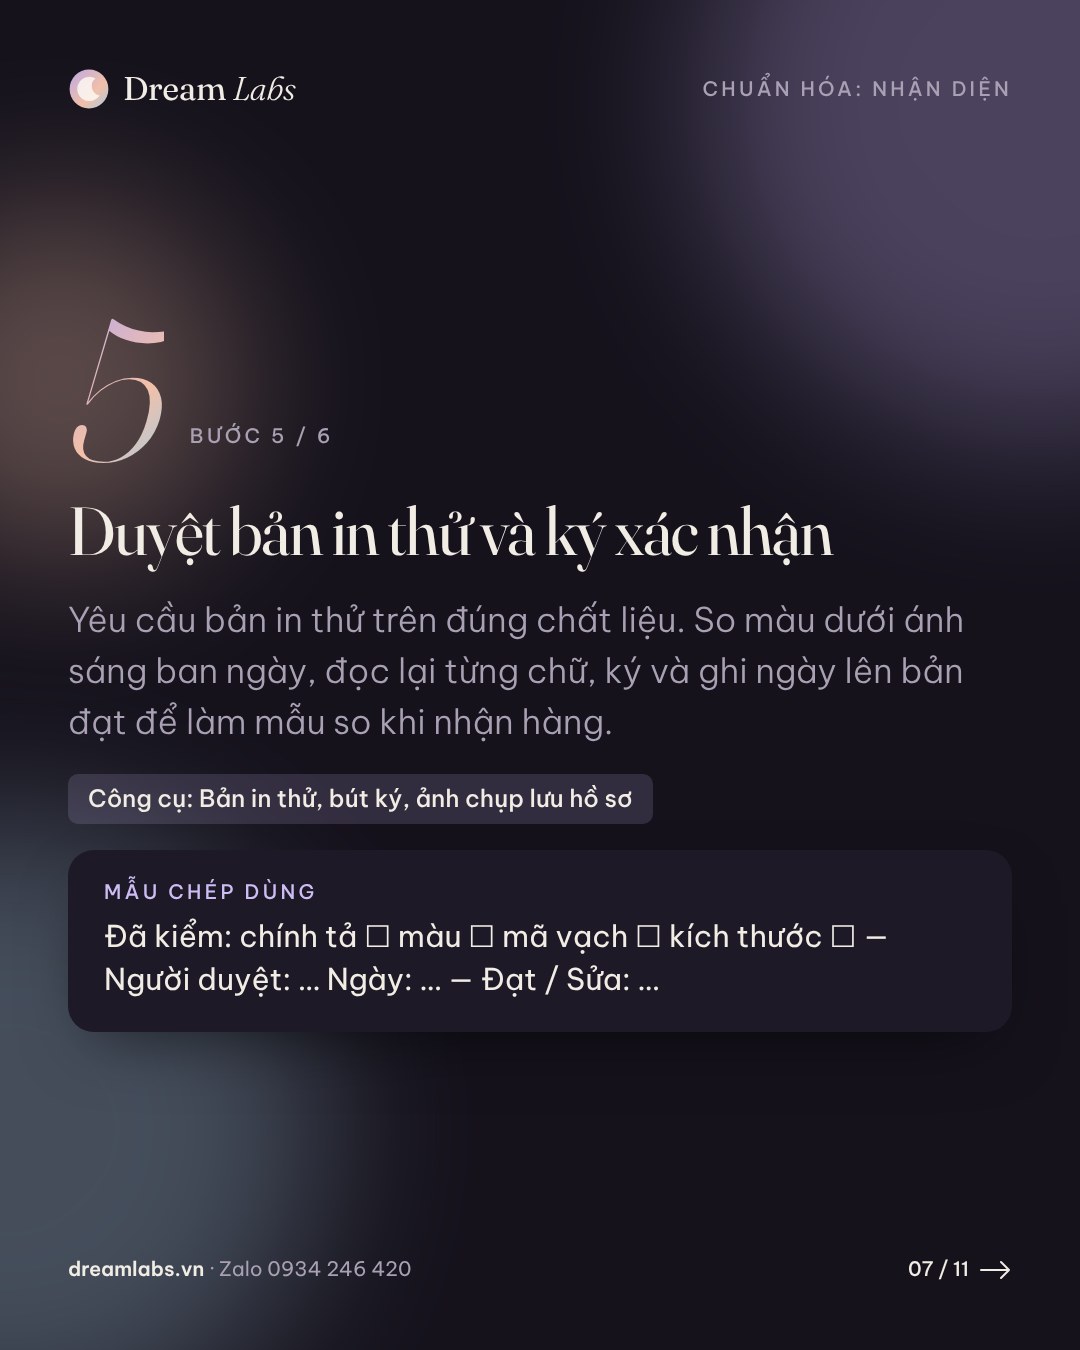 Dream Labs
CHUẨN HÓA: NHẬN DIỆN
5
BƯỚC 5 / 6
Duyệt bản in thử và ký xác nhận
Yêu cầu bản in thử trên đúng chất liệu. So màu dưới ánh
sáng ban ngày, đọc lại từng chữ, ký và ghi ngày lên bản
đạt để làm mẫu so khi nhận hàng.
Công cụ: Bản in thử, bút ký, ảnh chụp lưu hồ sơ
MẪU CHÉP DÙNG
Đã kiểm: chính tả ☐ màu ☐ mã vạch ☐ kích thước ☐ —
Người duyệt: ... Ngày: ... — Đạt / Sửa: ...
dreamlabs.vn · Zalo 0934 246 420
07 / 11 →